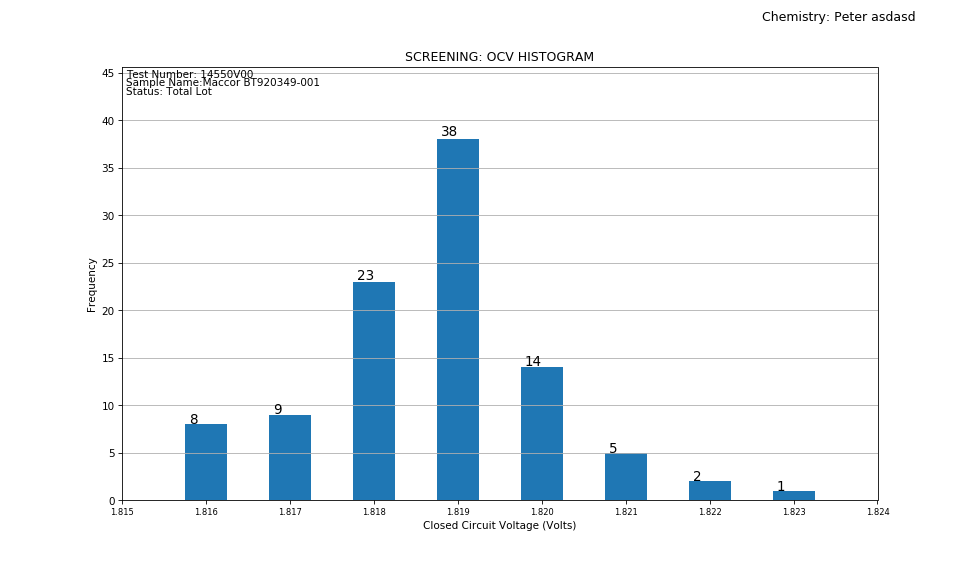 Chemistry: Peter asdasd
SCREENING: OCV HISTOGRAM
Test Number: 14550V00
Sample Name:Maccor BT920349-001
Status: Total Lot
Frequency
45
40
35
30
25
20
15
10
5
0
8
9
23
38
14
5
2
1
1.815 1.816 1.817 1.818 1.819 1.820 1.821 1.822 1.823 1.824
Closed Circuit Voltage (Volts)